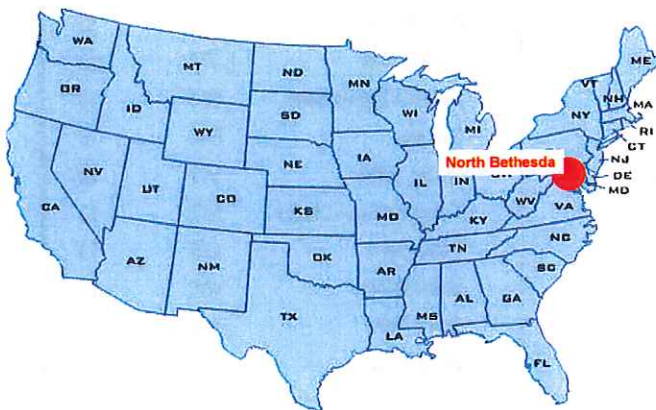 WA
ME
MT
ND
VT
MN
OR
NH
MA
ID
SD
WI
NY
WY
MI
RI
CT
IA
North Bethesda
NJ
NE
NV
IL
IN
OH
DE
UT
MD
CO
WV
VA
CA
KS
MO
KY
NC
TN
OK
AZ
NM
AR
SC
MS
AL
GA
TX
LA
FL